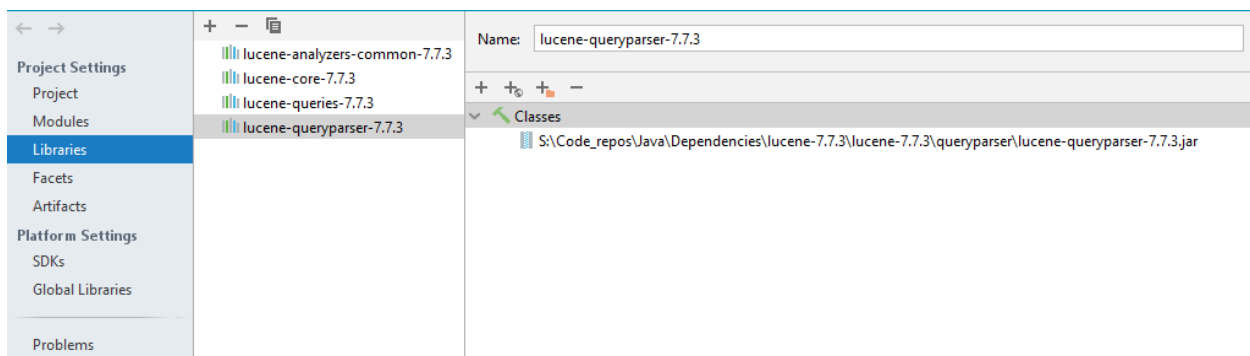 Project Settings
Project
Modules
Libraries
Facets
Artifacts
Platform Settings
SDKs
Global Libraries
Problems
lucene-analyzers-common-7.7.3
lucene-core-7.7.3
lucene-queries-7.7.3
lucene-queryparser-7.7.3
Name: lucene-queryparser-7.7.3
Classes
S:\Code_repos\Java\Dependencies\lucene-7.7.3\lucene-7.7.3\queryparser\lucene-queryparser-7.7.3.jar